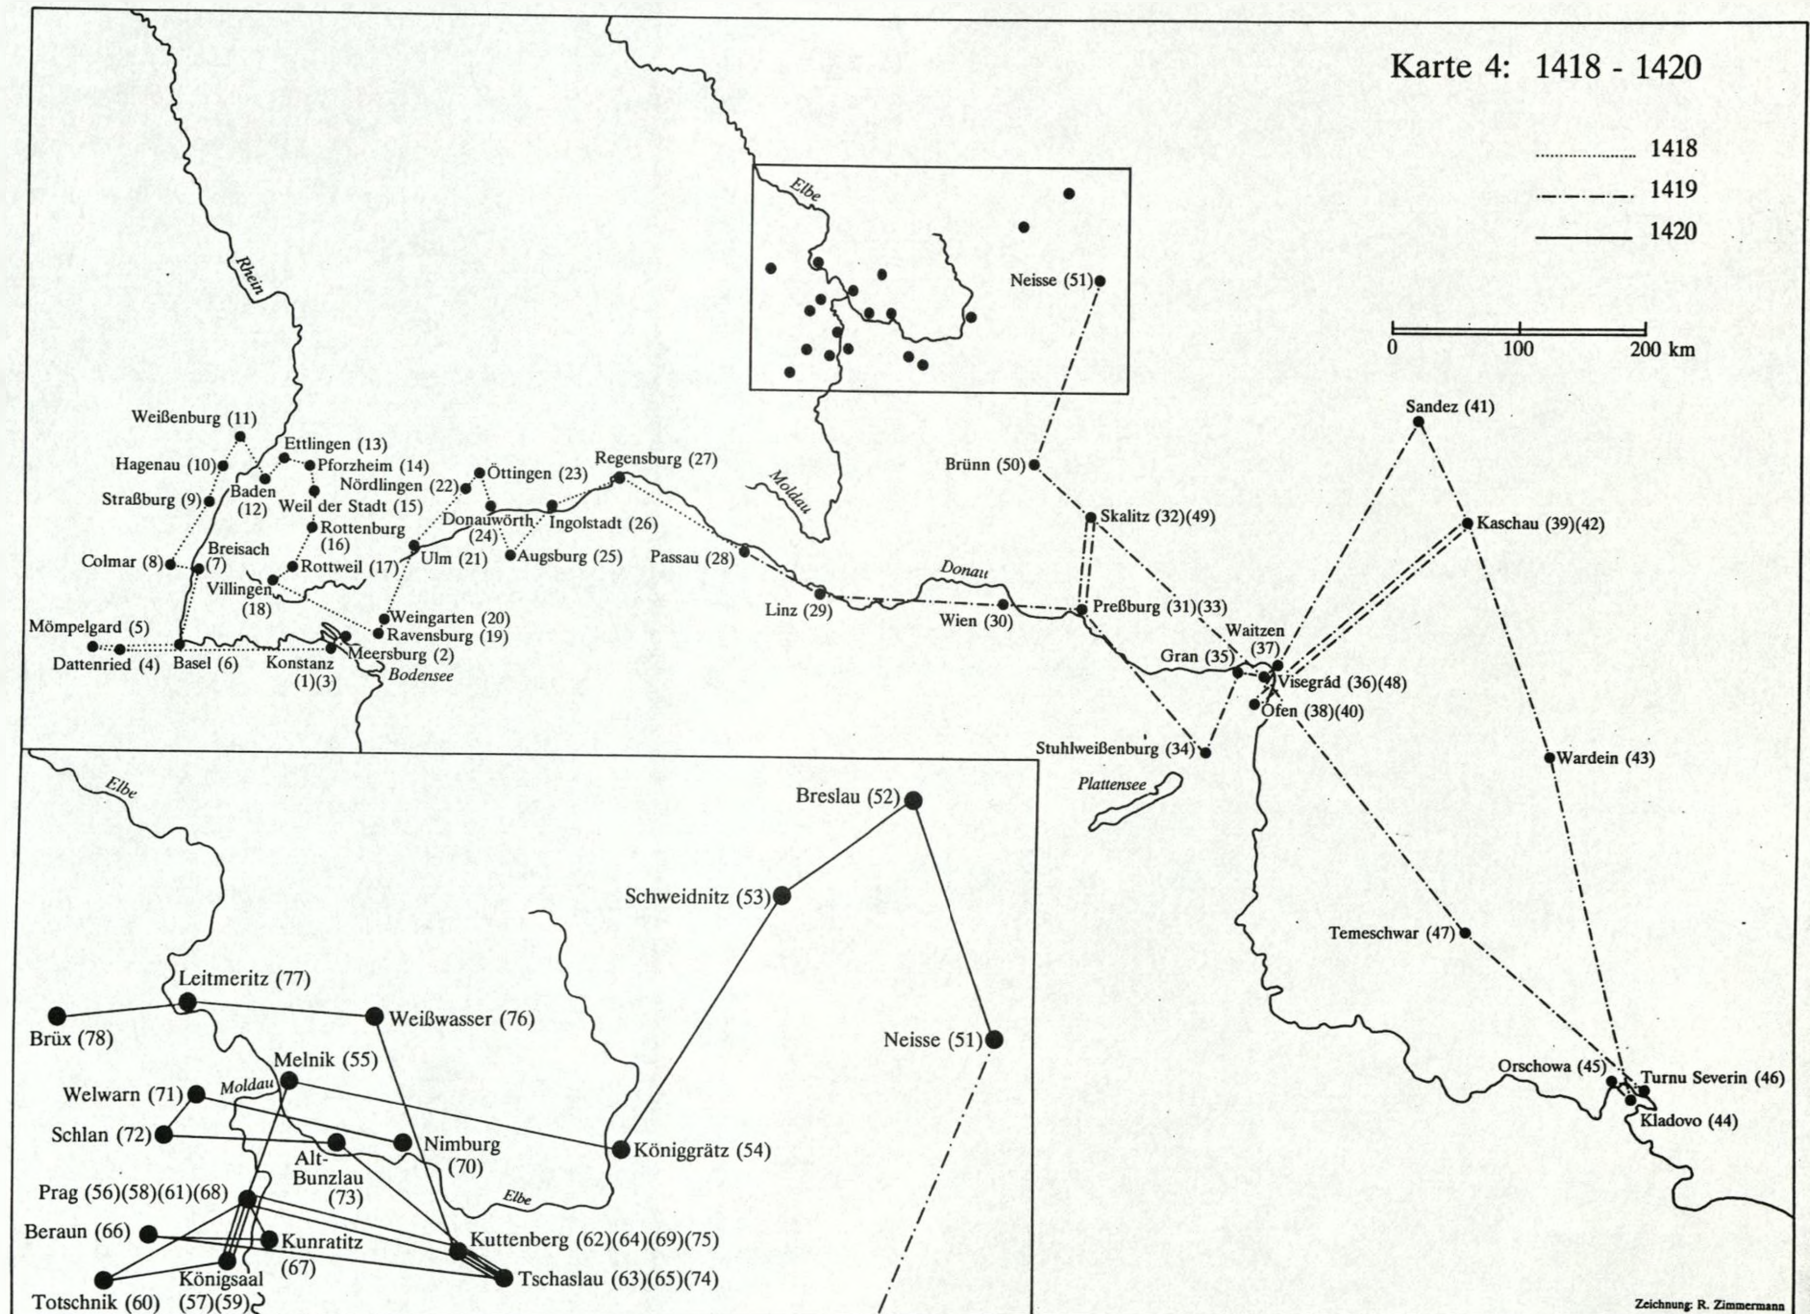 Karte 4: 1418 - 1420
1418
1419
1420
0 100 200 km
Rhein
Elbe
Neisse (51)
Sandez (41)
Weißenburg (11)
Ettlingen (13)
Hagenau (10)
Pforzheim (14)
Öttingen (23)
Regensburg (27)
Brünn (50)
Nördlingen (22)
Straßburg (9)
Baden
(12)
Weil der Stadt (15)
Moldau
Skalitz (32)(49)
Kaschau (39)(42)
Donauwörth
(24)
Ingolstadt (26)
Rottenburg
(16)
Colmar (8)
Breisach
(7)
Rottweil (17)
Ulm (21)
Augsburg (25)
Passau (28)
Donau
Villingen
(18)
Linz (29)
Wien (30)
Preßburg (31)(33)
Weingarten (20)
Ravensburg (19)
Mömpelgard (5)
Dattenried (4)
Basel (6)
Konstanz
(1)(3)
Meersburg (2)
Bodensee
Waitzen
(37)
Gran (35)
Visegrád (36)(48)
Ofen (38)(40)
Stuhlweißenburg (34)
Plattensee
Wardein (43)
Temeschwar (47)
Orschowa (45)
Turnu Severin (46)
Kladovo (44)
Elbe
Breslau (52)
Schweidnitz (53)
Leitmeritz (77)
Brüx (78)
Weißwasser (76)
Neisse (51)
Melnik (55)
Moldau
Welwarn (71)
Schlan (72)
Nimburg
(70)
Königgrätz (54)
Alt-
Bunzlau
(73)
Elbe
Prag (56)(58)(61)(68)
Beraun (66)
Kunratitz
(67)
Kuttenberg (62)(64)(69)(75)
Tschaslau (63)(65)(74)
Königsaal
(57)(59)
Totschnik (60)
Zeichnung: R. Zimmermann